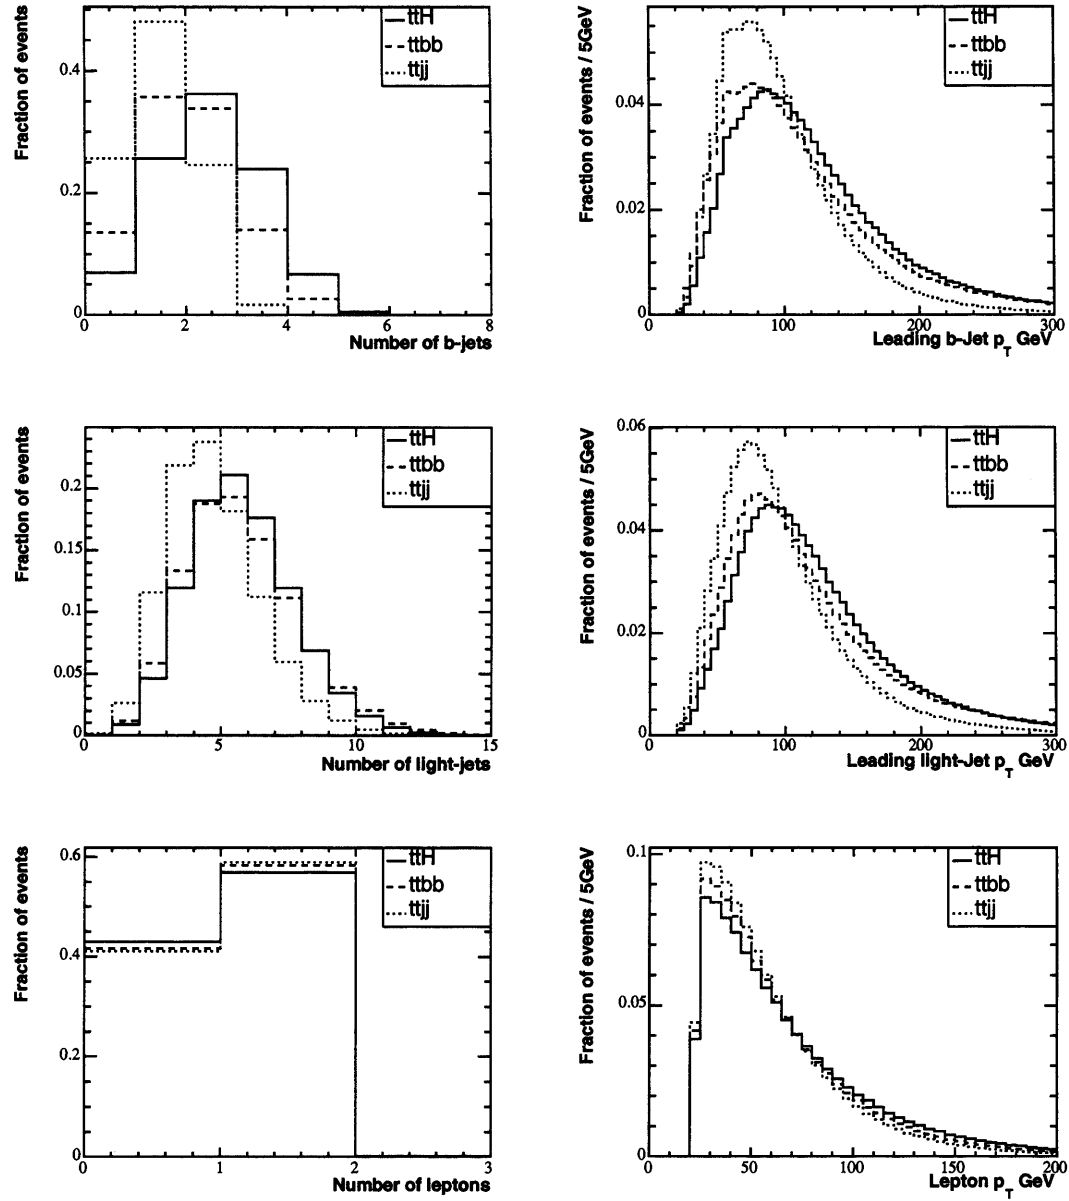 Fraction of events
ttH
ttbb
ttjj
0.4
0.2
0
0 2 4 6 8
Number of b-jets
Fraction of events / 5GeV
ttH
ttbb
ttjj
0.04
0.02
0
0 100 200 300
Leading b-Jet pT GeV
Fraction of events
ttH
ttbb
ttjj
0.2
0.15
0.1
0.05
0
0 5 10 15
Number of light-jets
Fraction of events / 5GeV
ttH
ttbb
ttjj
0.06
0.04
0.02
0
0 100 200 300
Leading light-Jet pT GeV
Fraction of events
ttH
ttbb
ttjj
0.6
0.4
0.2
0
0 1 2 3
Number of leptons
Fraction of events / 5GeV
ttH
ttbb
ttjj
0.1
0.05
0
0 50 100 150 200
Lepton pT GeV